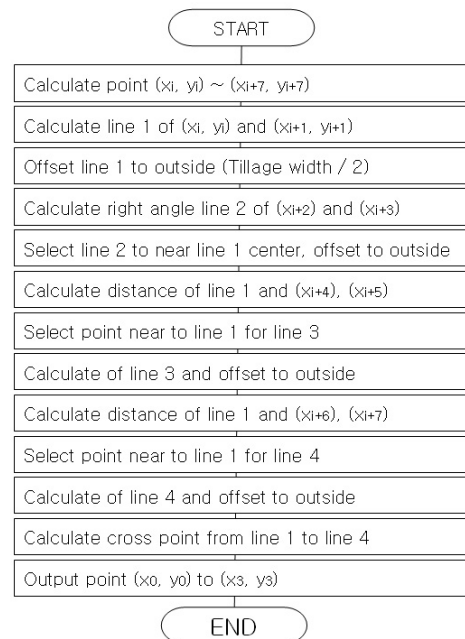 START
Calculate point (xi, yi) ~ (xi+7, yi+7)
Calculate line 1 of (xi, yi) and (xi+1, yi+1)
Offset line 1 to outside (Tillage width / 2)
Calculate right angle line 2 of (xi+2) and (xi+3)
Select line 2 to near line 1 center, offset to outside
Calculate distance of line 1 and (xi+4), (xi+5)
Select point near to line 1 for line 3
Calculate of line 3 and offset to outside
Calculate distance of line 1 and (xi+6), (xi+7)
Select point near to line 1 for line 4
Calculate of line 4 and offset to outside
Calculate cross point from line 1 to line 4
Output point (x0, y0) to (x3, y3)
END